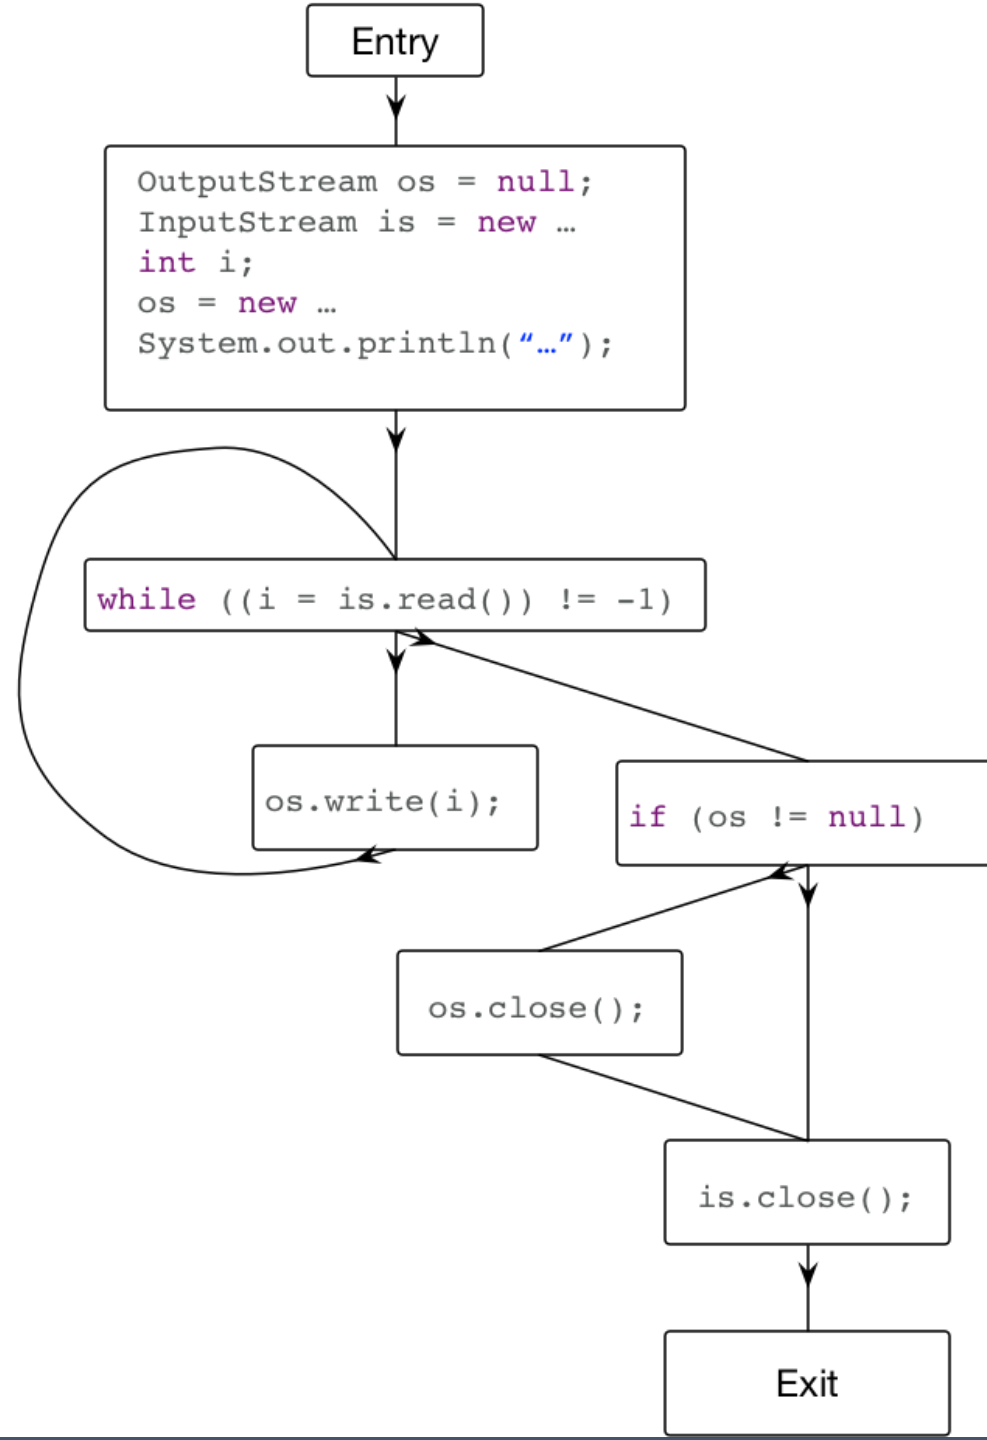 Entry
OutputStream os = null;
InputStream is = new …
int i;
os = new …
System.out.println(“…”);
while ((i = is.read()) != -1)
os.write(i);
if (os != null)
os.close();
is.close();
Exit